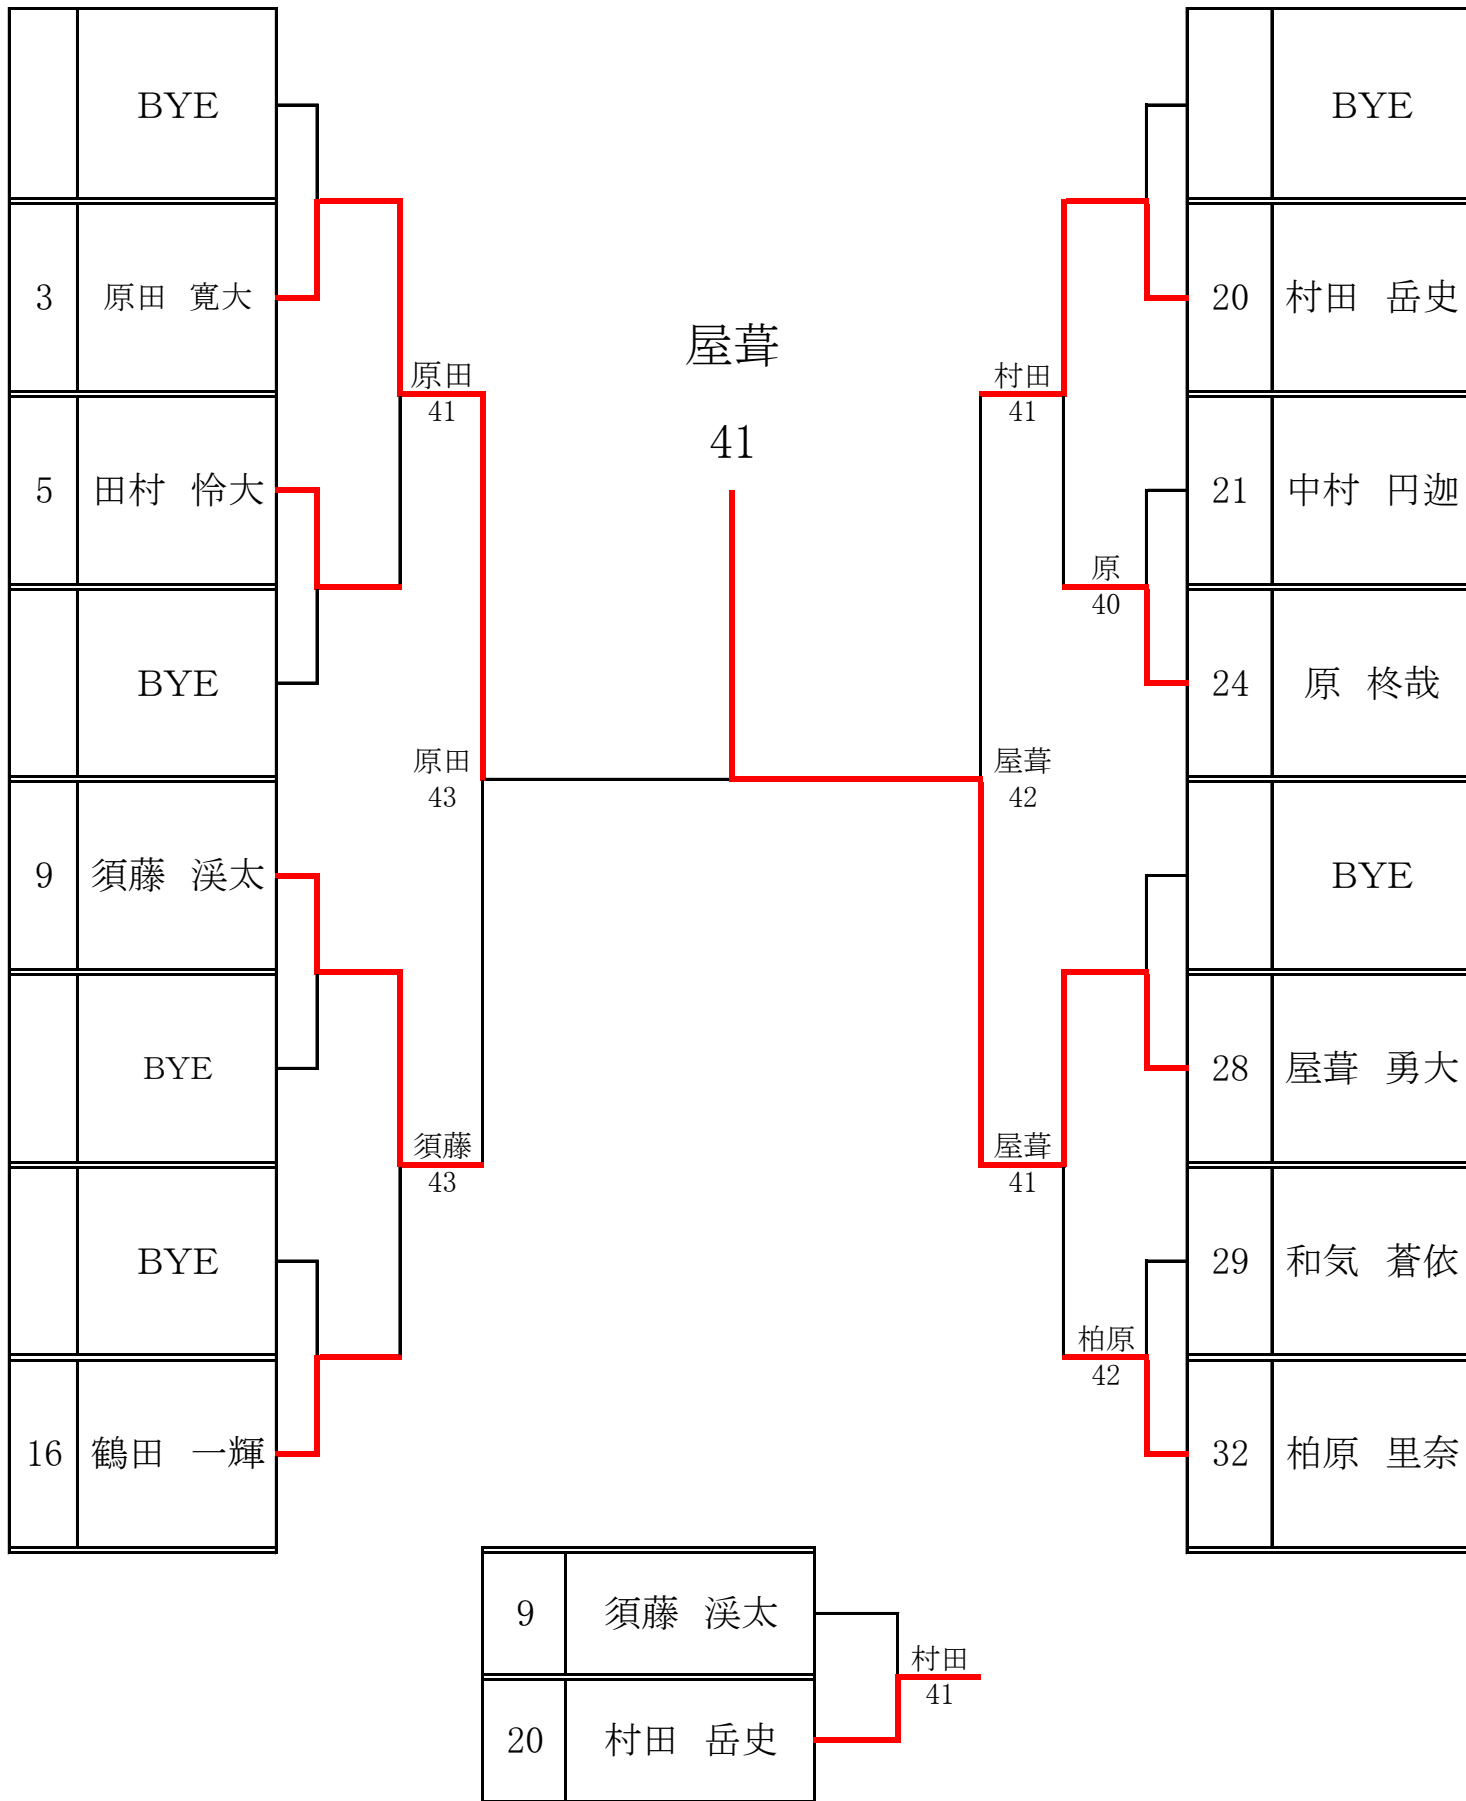 BYE
3 原田 寛大
5 田村 怜大
BYE
9 須藤 渓太
BYE
BYE
16 鶴田 一輝
原田
41
原田
43
須藤
43
屋葺
41
村田
41
原
40
屋葺
42
屋葺
41
柏原
42
BYE
20 村田 岳史
21 中村 円迦
24 原 柊哉
BYE
28 屋葺 勇大
29 和気 蒼依
32 柏原 里奈
9 須藤 渓太
20 村田 岳史
村田
41